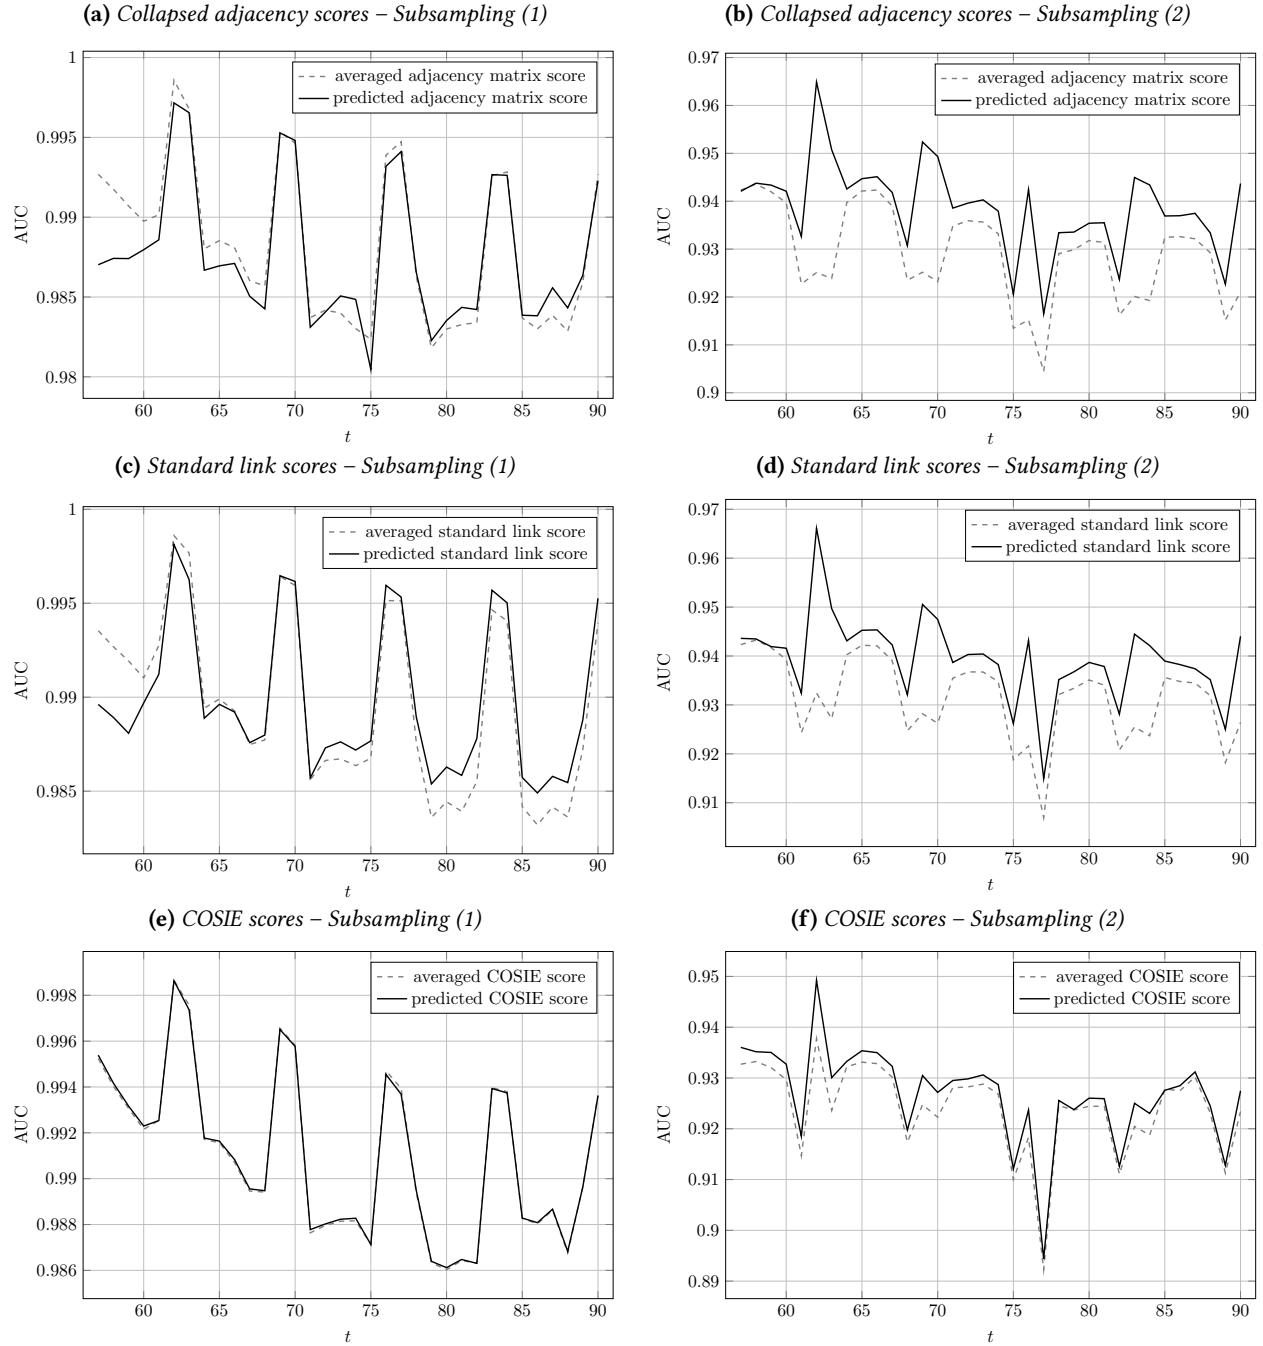 (a) Collapsed adjacency scores – Subsampling (1)
1
0.995
0.99
0.985
0.98
AUC
averaged adjacency matrix score
predicted adjacency matrix score
60 65 70 75 80 85 90
t
(b) Collapsed adjacency scores – Subsampling (2)
0.97
0.96
0.95
0.94
0.93
0.92
0.91
0.9
AUC
averaged adjacency matrix score
predicted adjacency matrix score
60 65 70 75 80 85 90
t
(c) Standard link scores – Subsampling (1)
1
0.995
0.99
0.985
AUC
averaged standard link score
predicted standard link score
60 65 70 75 80 85 90
t
(d) Standard link scores – Subsampling (2)
0.97
0.96
0.95
0.94
0.93
0.92
0.91
AUC
averaged standard link score
predicted standard link score
60 65 70 75 80 85 90
t
(e) COSIE scores – Subsampling (1)
0.998
0.996
0.994
0.992
0.99
0.988
0.986
AUC
averaged COSIE score
predicted COSIE score
60 65 70 75 80 85 90
t
(f) COSIE scores – Subsampling (2)
0.95
0.94
0.93
0.92
0.91
0.9
0.89
AUC
averaged COSIE score
predicted COSIE score
60 65 70 75 80 85 90
t